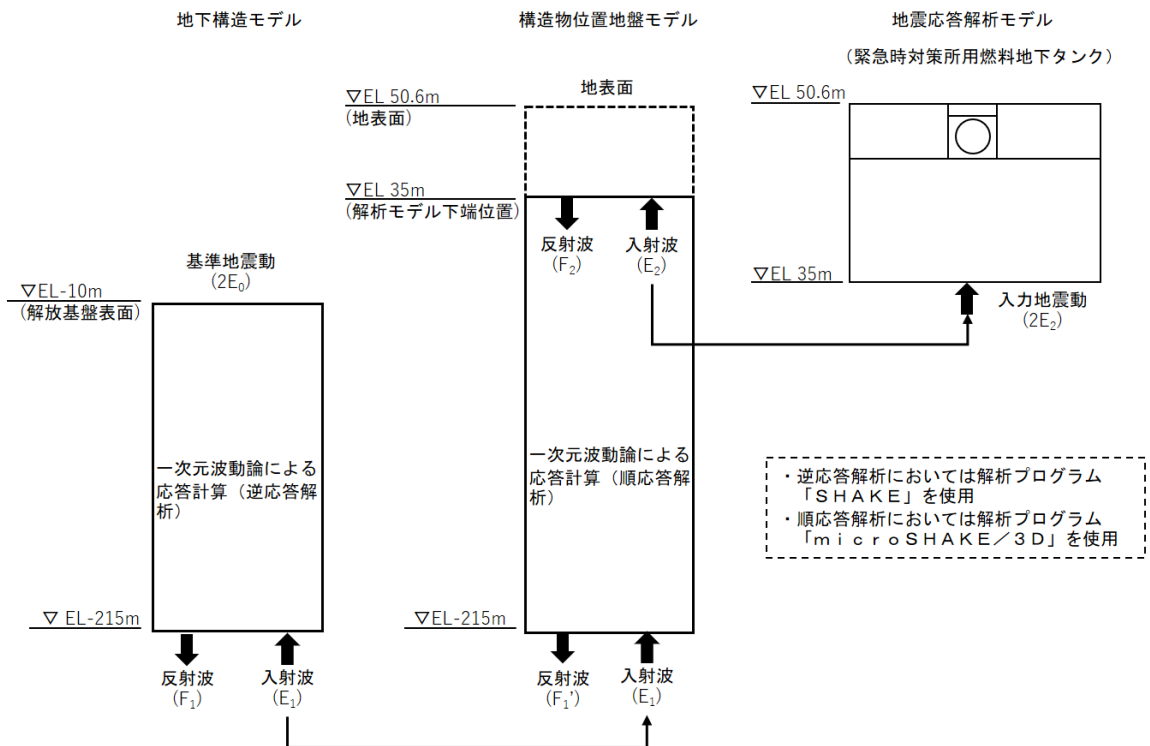 地下構造モデル
構造物位置地盤モデル
地震応答解析モデル
(緊急時対策所用燃料地下タンク)
地表面
▽EL 50.6m
(地表面)
▽EL 35m
(解析モデル下端位置)
反射波
(F₂)
入射波
(E₂)
▽EL 50.6m
▽EL 35m
入力地震動
(2E₂)
基準地震動
(2E₀)
▽EL-10m
(解放基盤表面)
一次元波動論による
応答計算（逆応答解
析）
一次元波動論による
応答計算（順応答解
析）
・逆応答解析においては解析プログラム
「ＳＨＡＫＥ」を使用
・順応答解析においては解析プログラム
「ｍｉｃｒｏＳＨＡＫＥ／３Ｄ」を使用
▽ EL-215m
反射波
(F₁)
入射波
(E₁)
▽EL-215m
反射波
(F₁')
入射波
(E₁)